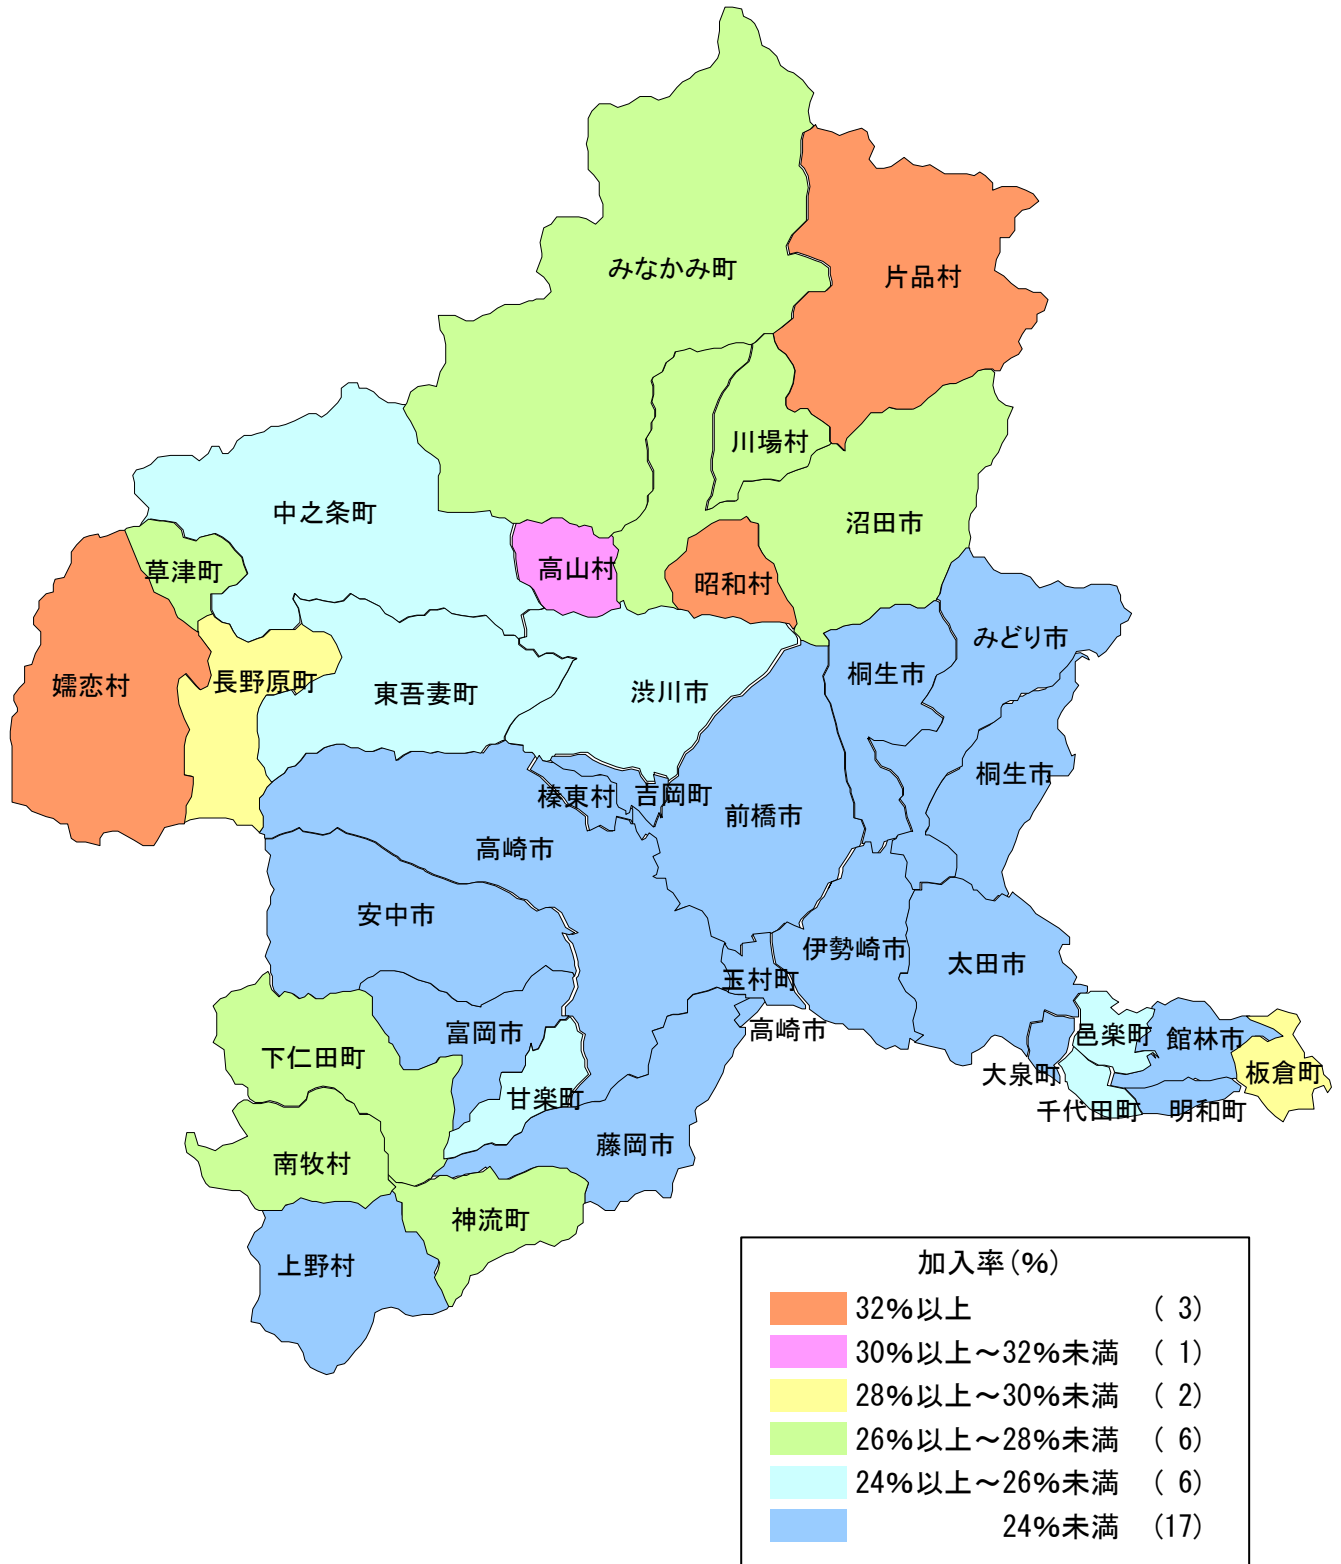 みなかみ町
片品村
川場村
中之条町
沼田市
草津町
高山村
昭和村
みどり市
桐生市
嬬恋村
長野原町
東吾妻町
渋川市
桐生市
榛東村
吉岡町
前橋市
高崎市
安中市
伊勢崎市
太田市
玉村町
富岡市
高崎市
邑楽町
館林市
下仁田町
大泉町
板倉町
甘楽町
千代田町
明和町
藤岡市
南牧村
神流町
上野村
加入率(%)
32%以上 ( 3)
30%以上~32%未満 ( 1)
28%以上~30%未満 ( 2)
26%以上~28%未満 ( 6)
24%以上~26%未満 ( 6)
24%未満 (17)